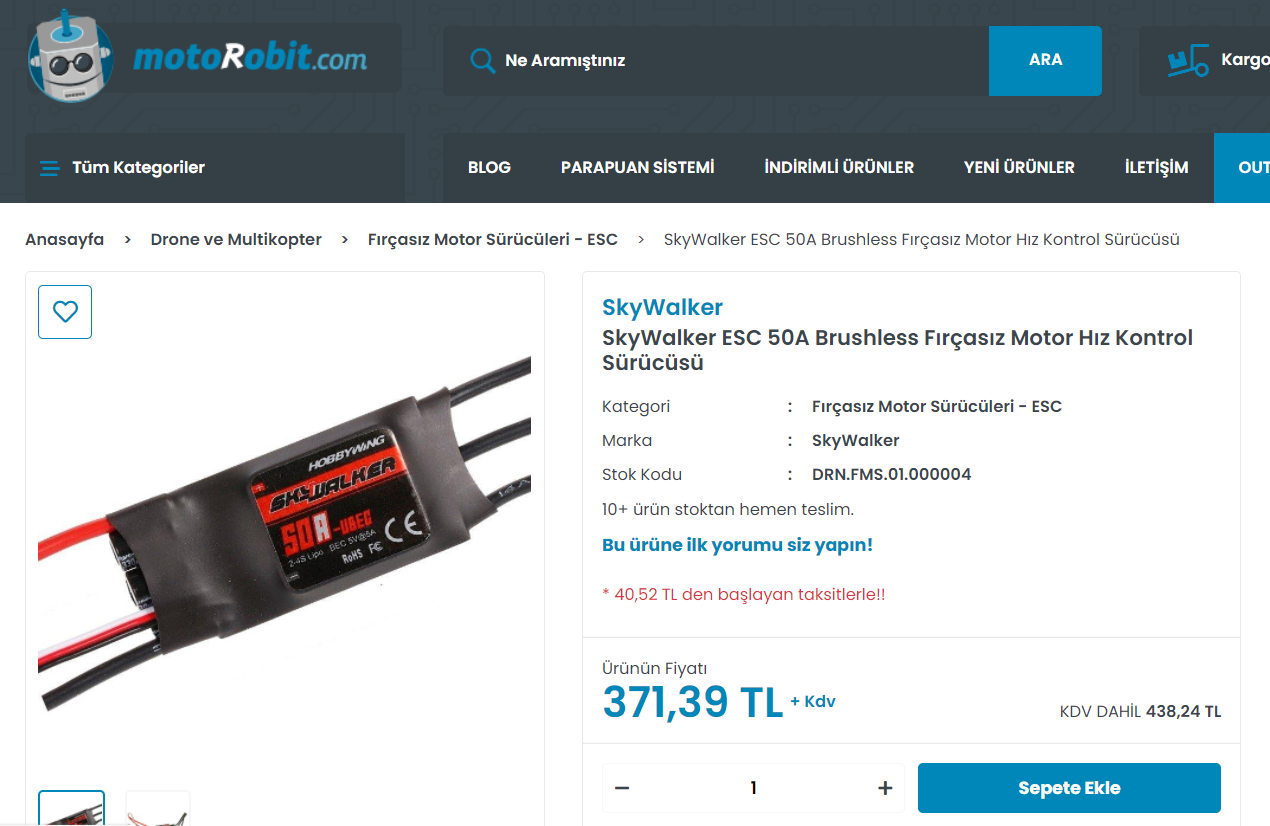 motoRobit.com
Ne Aramıştınız
ARA
Kargo
Tüm Kategoriler
BLOG
PARAPUAN SİSTEMİ
İNDİRİMLİ ÜRÜNLER
YENİ ÜRÜNLER
İLETİŞİM
OUT
Anasayfa > Drone ve Multikopter > Fırçasız Motor Sürücüleri - ESC > SkyWalker ESC 50A Brushless Fırçasız Motor Hız Kontrol Sürücüsü
HOBBYWING
SKYWALKER
50A-UBEC
2-4S Lipo BEC 5V@5A
RoHS FC CE
SkyWalker
SkyWalker ESC 50A Brushless Fırçasız Motor Hız Kontrol
Sürücüsü
Kategori : Fırçasız Motor Sürücüleri - ESC
Marka : SkyWalker
Stok Kodu : DRN.FMS.01.000004
10+ ürün stoktan hemen teslim.
Bu ürüne ilk yorumu siz yapın!
* 40,52 TL den başlayan taksitlerle!!
Ürünün Fiyatı
371,39 TL + Kdv
KDV DAHİL 438,24 TL
− 1 +
Sepete Ekle